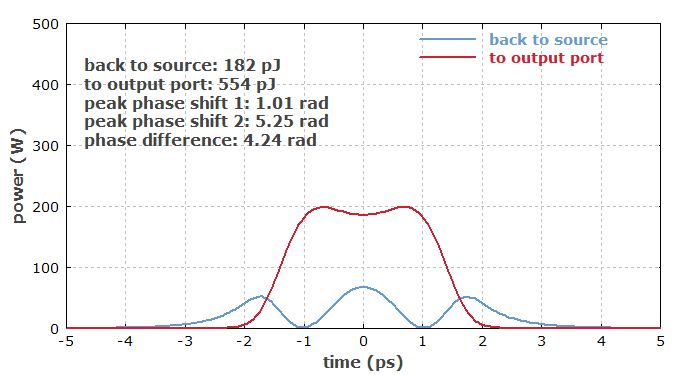 500
400
300
200
100
0
power (W)
back to source: 182 pJ
to output port: 554 pJ
peak phase shift 1: 1.01 rad
peak phase shift 2: 5.25 rad
phase difference: 4.24 rad
back to source
to output port
-5 -4 -3 -2 -1 0 1 2 3 4 5
time (ps)